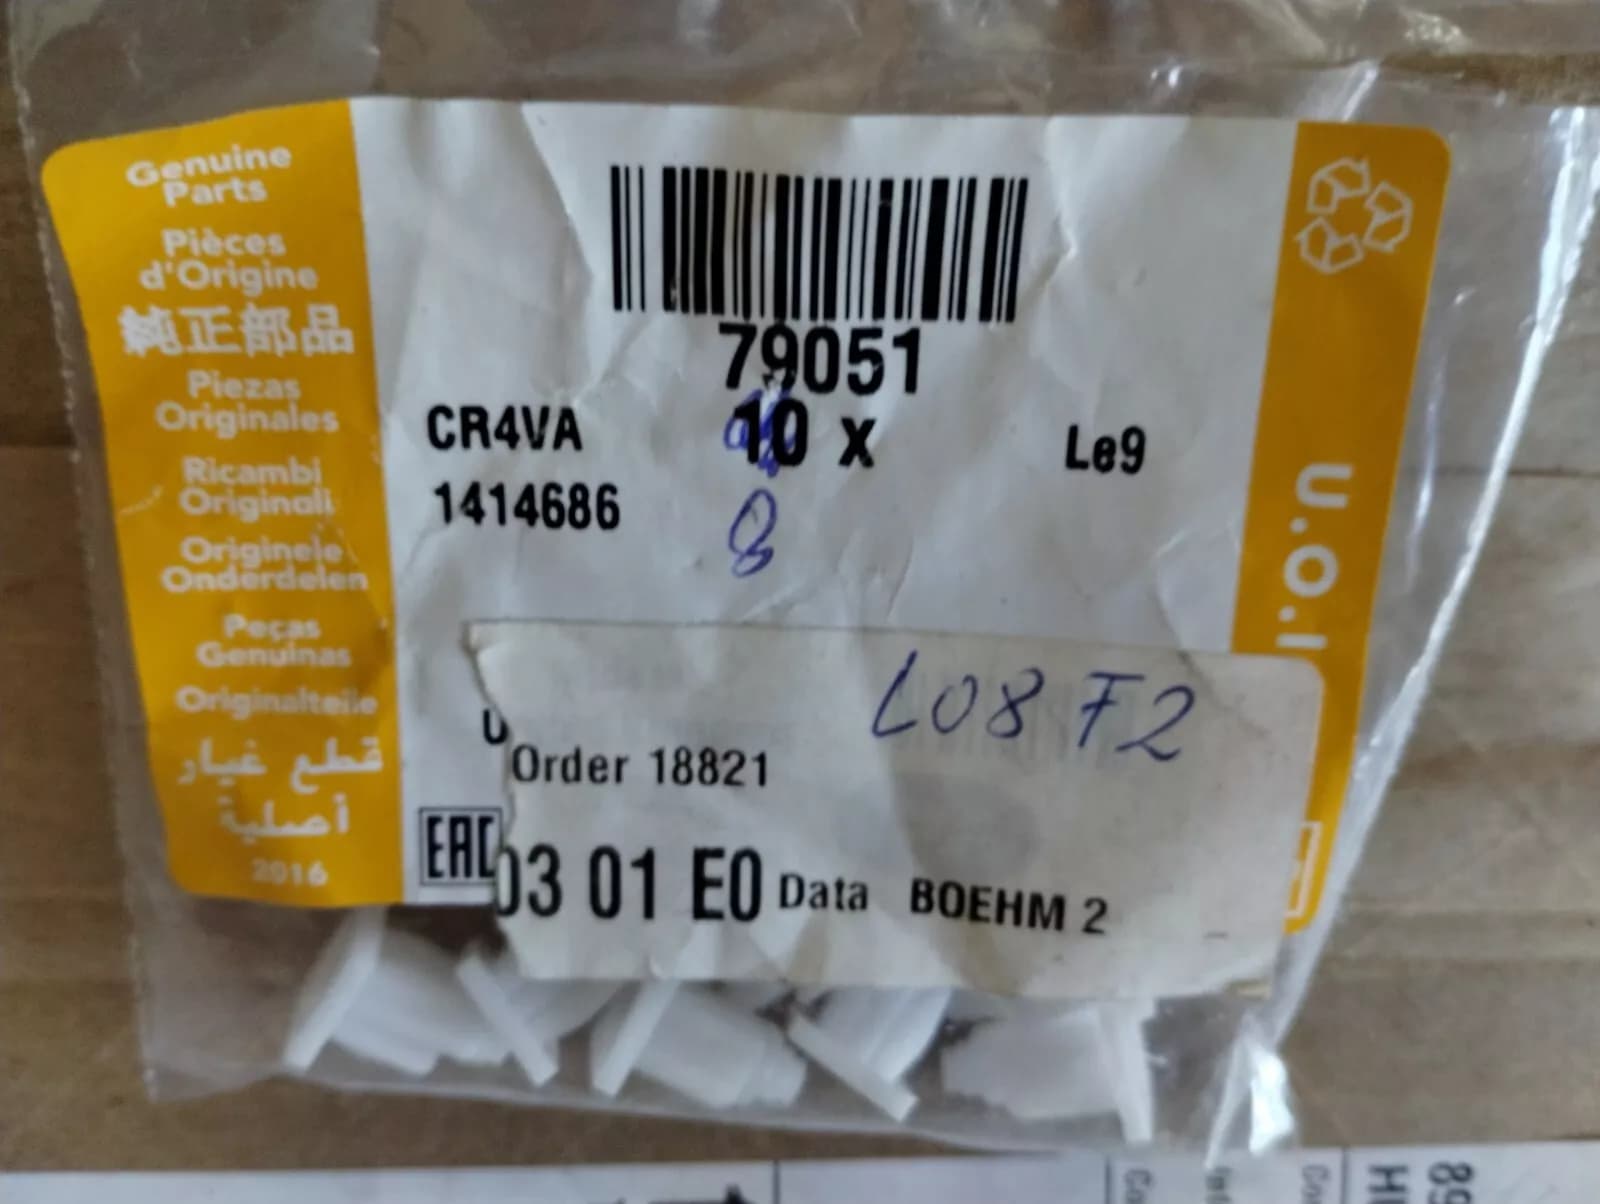 Genuine
Parts
Pièces
d'Origine
純正部品
Piezas
Originales
Ricambi
Originali
Originele
Onderdelen
Peças
Genuinas
Originalteile
قطع غيار
أصلية
2016
79051
CR4VA
10 x
Le9
1414686
8
U.O.I
L08 F2
U
Order 18821
EAC
03 01 E0 Data BOEHM 2